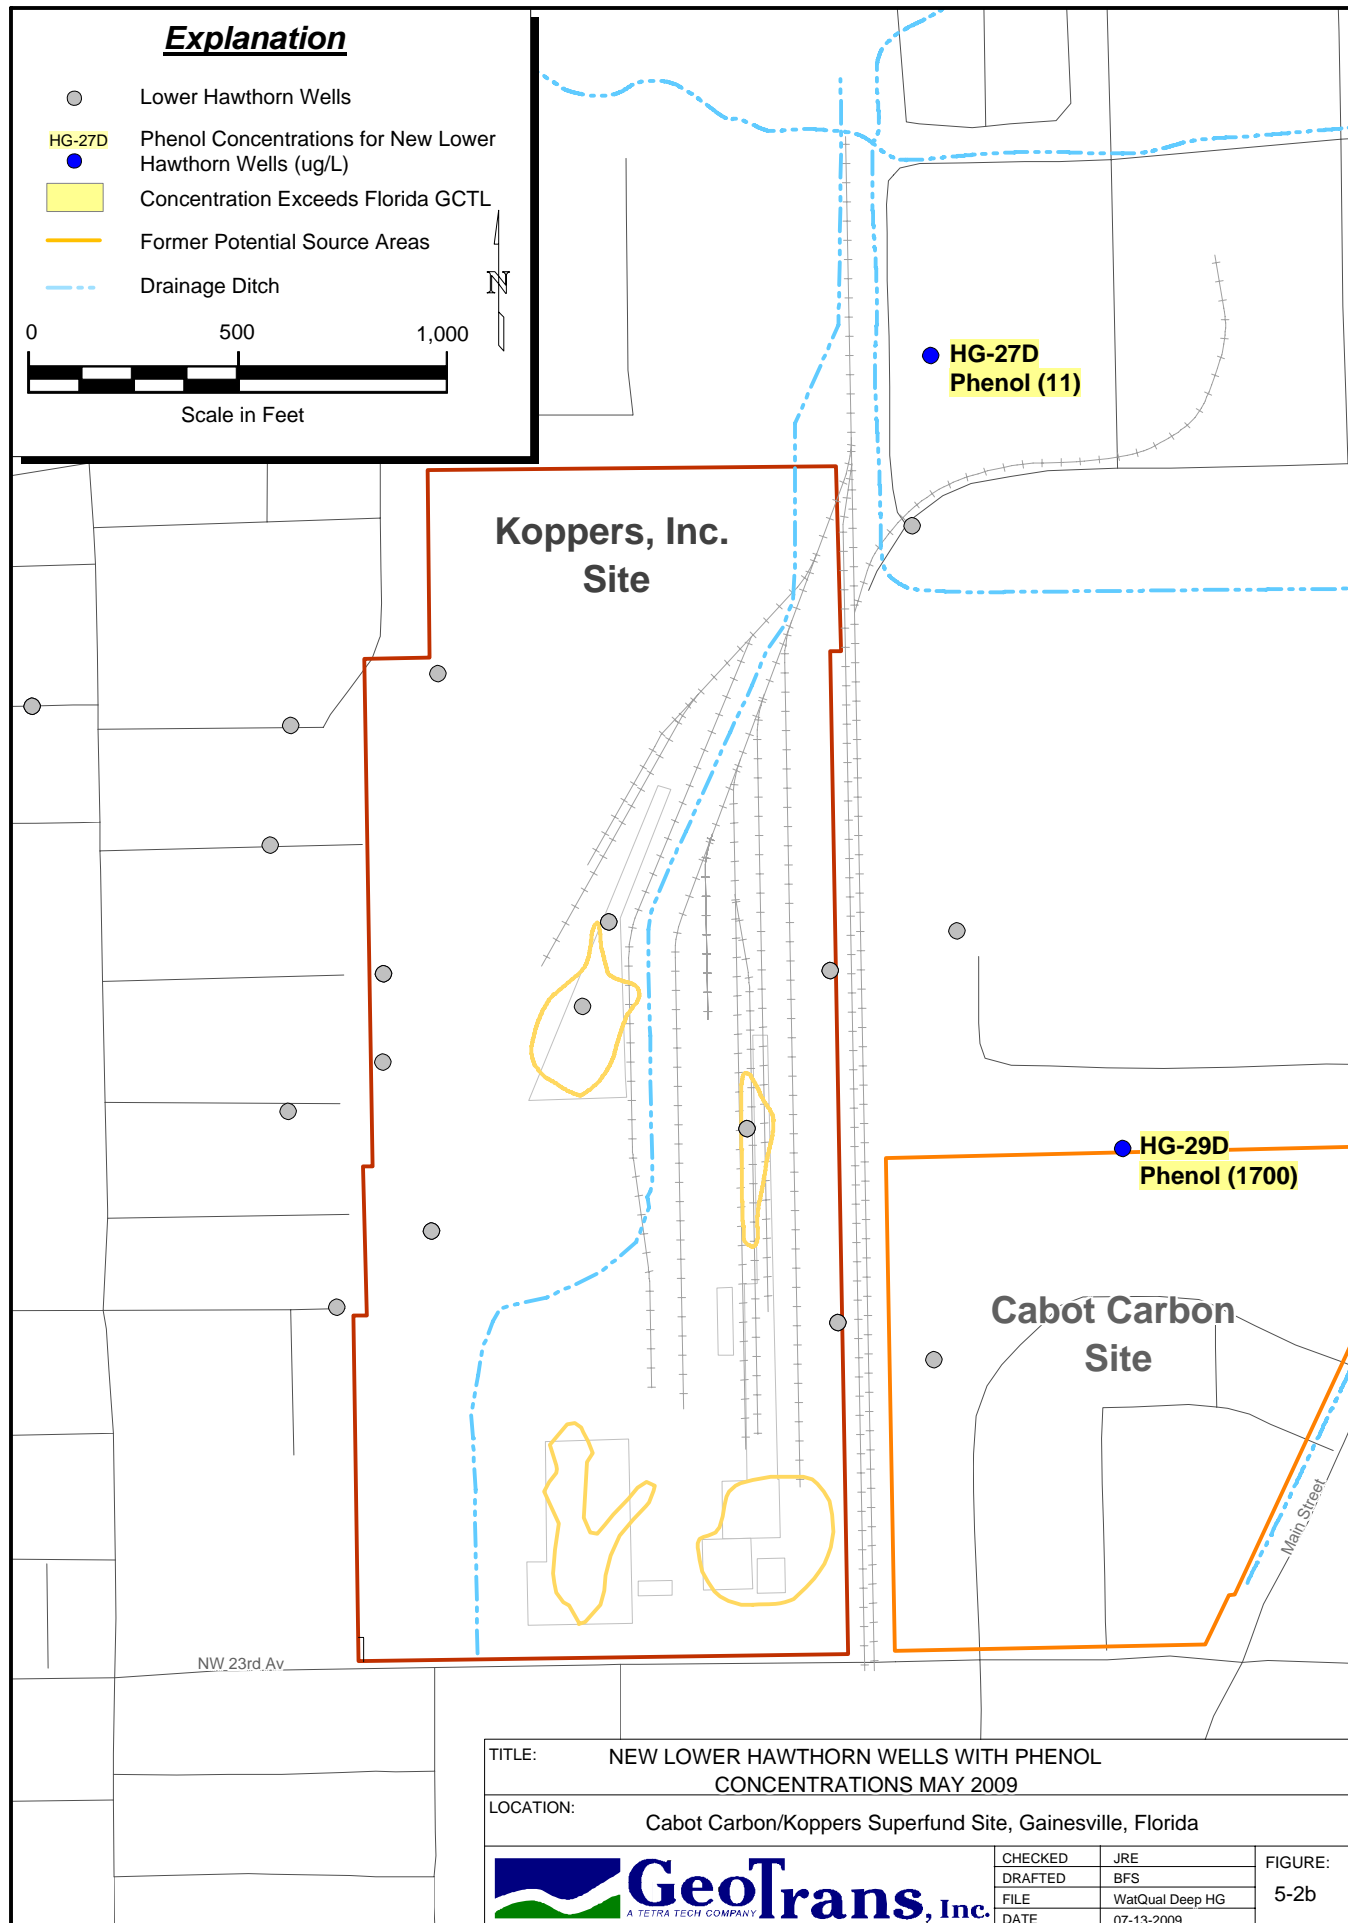 Explanation
Lower Hawthorn Wells
HG-27D
Phenol Concentrations for New Lower
Hawthorn Wells (ug/L)
Concentration Exceeds Florida GCTL
Former Potential Source Areas
Drainage Ditch
N
0 500 1,000
Scale in Feet
HG-27D
Phenol (11)
Koppers, Inc.
Site
HG-29D
Phenol (1700)
Cabot Carbon
Site
Main Street
NW 23rd Av
TITLE: NEW LOWER HAWTHORN WELLS WITH PHENOL
CONCENTRATIONS MAY 2009
LOCATION: Cabot Carbon/Koppers Superfund Site, Gainesville, Florida
GeoTrans, Inc.
A TETRA TECH COMPANY
CHECKED JRE
DRAFTED BFS
FILE WatQual Deep HG
DATE 07-13-2009
FIGURE:
5-2b